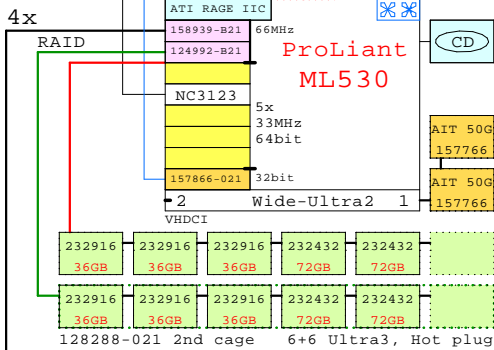 ATI RAGE IIC
4x
158939-B21 66MHz
RAID 124992-B21
ProLiant
ML530
CD
NC3123
5x
33MHz
64bit
AIT 50G
157766
157866-021 32bit
AIT 50G
157766
2 Wide-Ultra2 1
VHDCI
232916 232916 232916 232432 232432
36GB 36GB 36GB 72GB 72GB
232916 232916 232916 232432 232432
36GB 36GB 36GB 72GB 72GB
128288-021 2nd cage 6+6 Ultra3, Hot plug